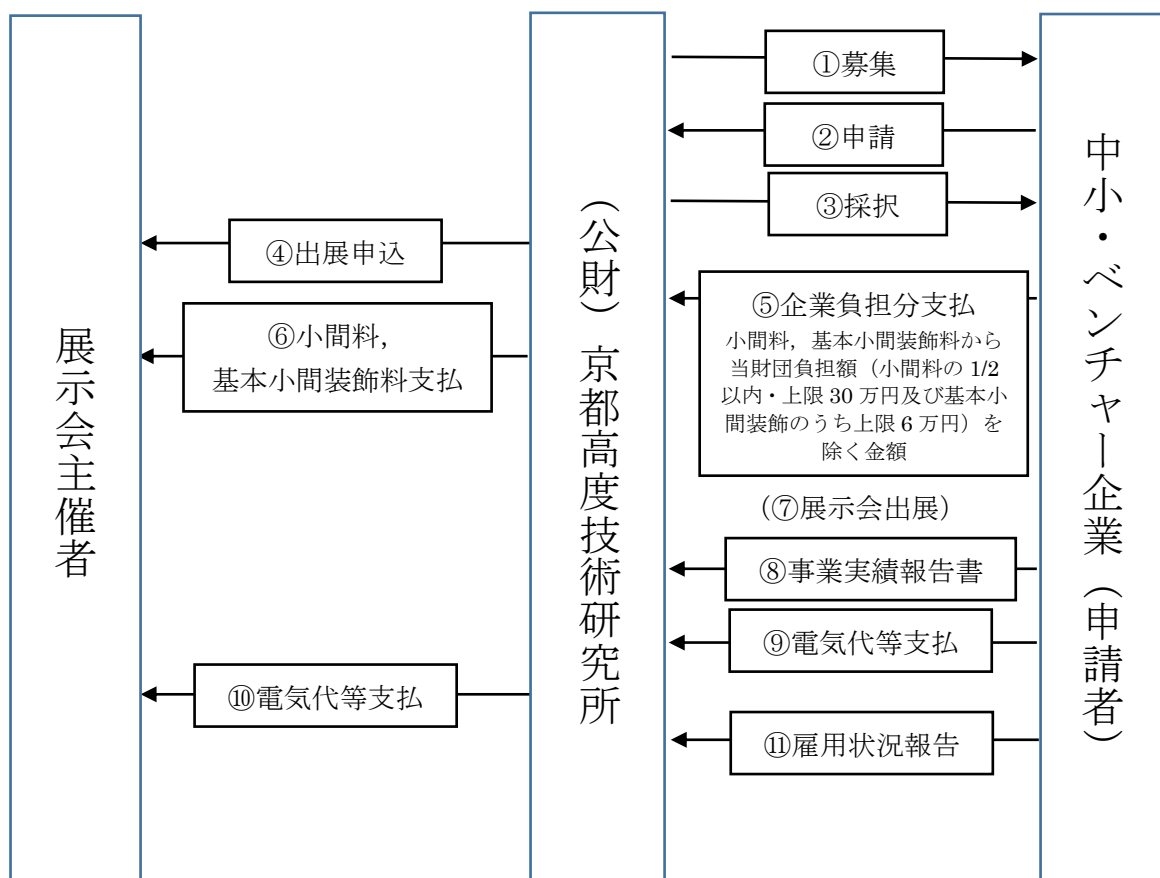 ①募集
②申請
③採択
④出展申込
⑤企業負担分支払
小間料，基本小間装飾料から
当財団負担額（小間料の 1/2
以内・上限 30 万円及び基本小
間装飾のうち上限 6 万円）を
除く金額
⑥小間料，
基本小間装飾料支払
(⑦展示会出展)
⑧事業実績報告書
⑨電気代等支払
⑩電気代等支払
⑪雇用状況報告
展示会主催者
（公財）京都高度技術研究所
中小・ベンチャー企業（申請者）